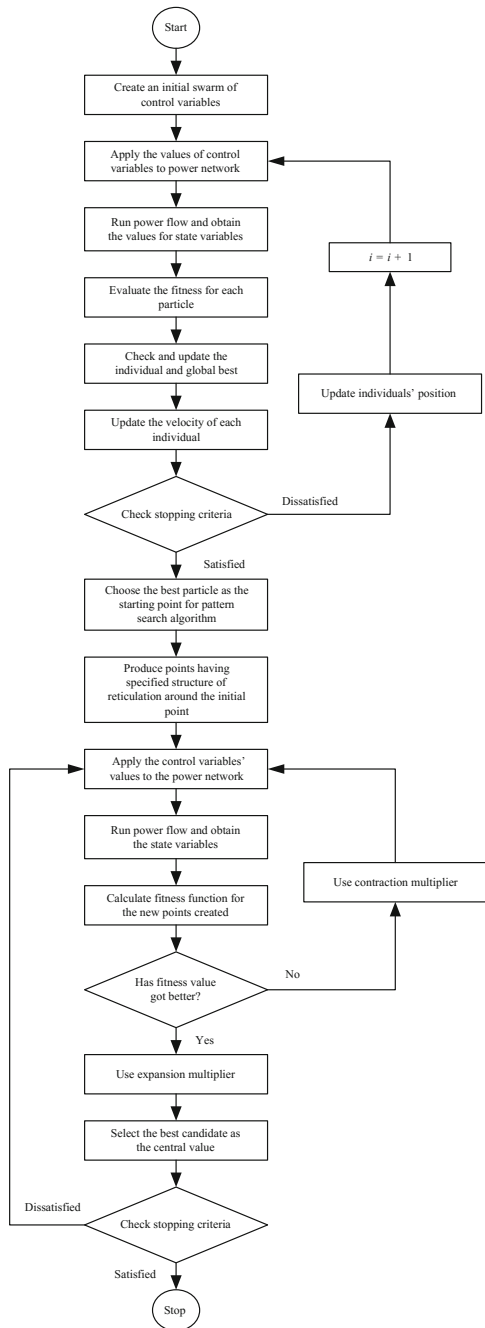 Start
Create an initial swarm of
control variables
Apply the values of control
variables to power network
Run power flow and obtain
the values for state variables
i = i + 1
Evaluate the fitness for each
particle
Check and update the
individual and global best
Update individuals’ position
Update the velocity of each
individual
Dissatisfied
Check stopping criteria
Satisfied
Choose the best particle as the
starting point for pattern
search algorithm
Produce points having
specified structure of
reticulation around the initial
point
Apply the control variables’
values to the power network
Run power flow and obtain
the state variables
Use contraction multiplier
Calculate fitness function for
the new points created
No
Has fitness value
got better?
Yes
Use expansion multiplier
Select the best candidate as
the central value
Dissatisfied
Check stopping criteria
Satisfied
Stop